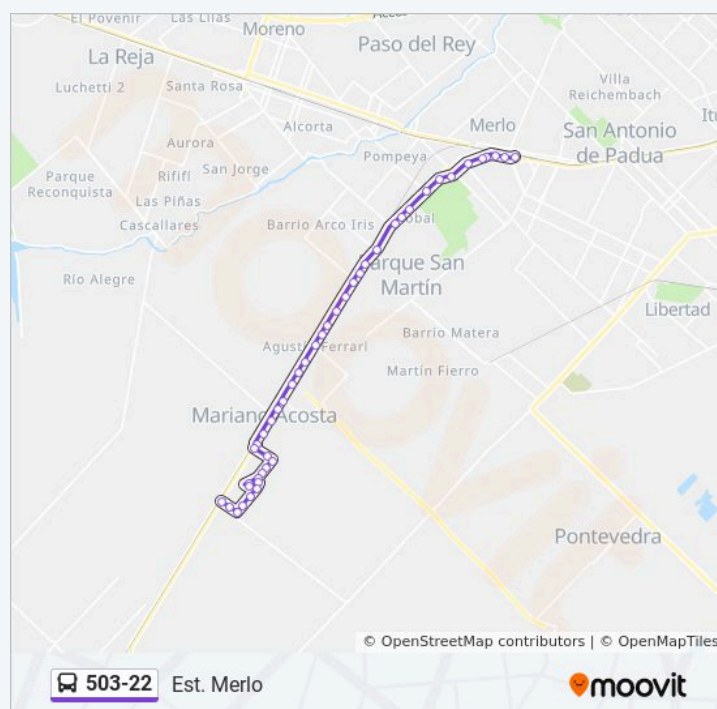 El Povenir
Las Lilas
Moreno
Paso del Rey
La Reja
Luchetti 2
Santa Rosa
Villa
Reichembach
Alcorta
Merlo
San Antonio
de Padua
Aurora
Pompeya
Parque
Reconquista
Rififí
San Jorge
Las Piñas
Cascallares
Barrio Arco Iris
Río Alegre
Parque San
Martín
Libertad
Barrio Matera
Agustín Ferrari
Martín Fierro
Mariano Acosta
Pontevedra
© OpenStreetMap contributors | © OpenMapTiles
503-22 Est. Merlo
moovit